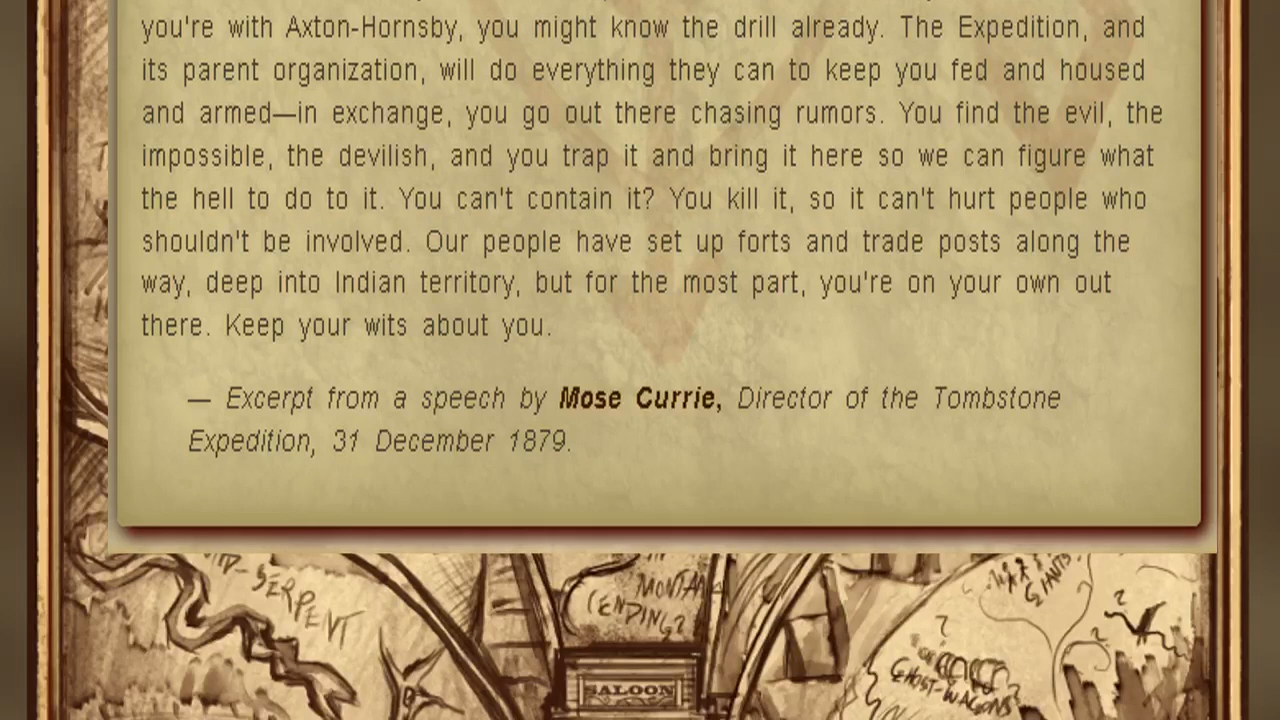 you're with Axton-Hornsby, you might know the drill already. The Expedition, and
its parent organization, will do everything they can to keep you fed and housed
and armed—in exchange, you go out there chasing rumors. You find the evil, the
impossible, the devilish, and you trap it and bring it here so we can figure what
the hell to do to it. You can't contain it? You kill it, so it can't hurt people who
shouldn't be involved. Our people have set up forts and trade posts along the
way, deep into Indian territory, but for the most part, you're on your own out
there. Keep your wits about you.
— Excerpt from a speech by Mose Currie, Director of the Tombstone
Expedition, 31 December 1879.
SERPENT
MONTANA
(ENDING?
GIANTS
?
?
?
GHOST-WAGONS
SALOON